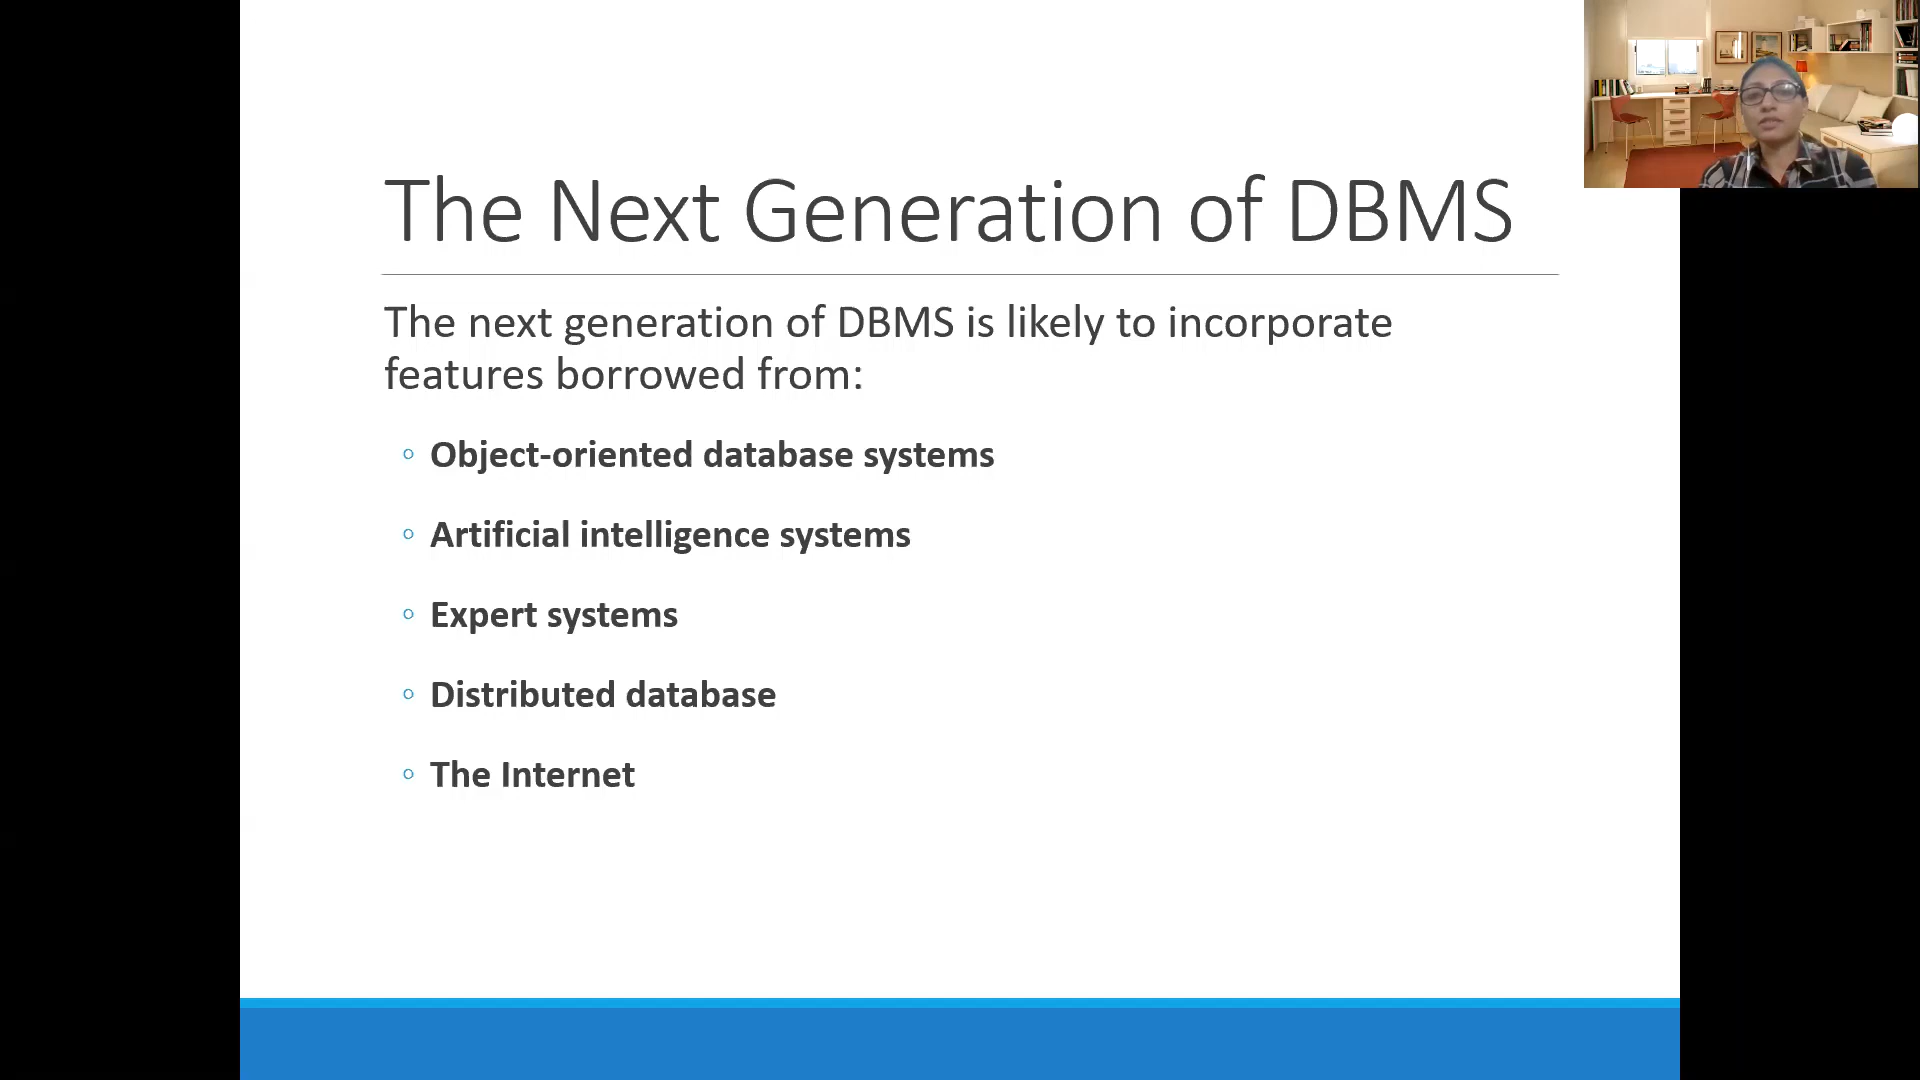 The Next Generation of DBMS
The next generation of DBMS is likely to incorporate
features borrowed from:
◦ Object-oriented database systems
◦ Artificial intelligence systems
◦ Expert systems
◦ Distributed database
◦ The Internet